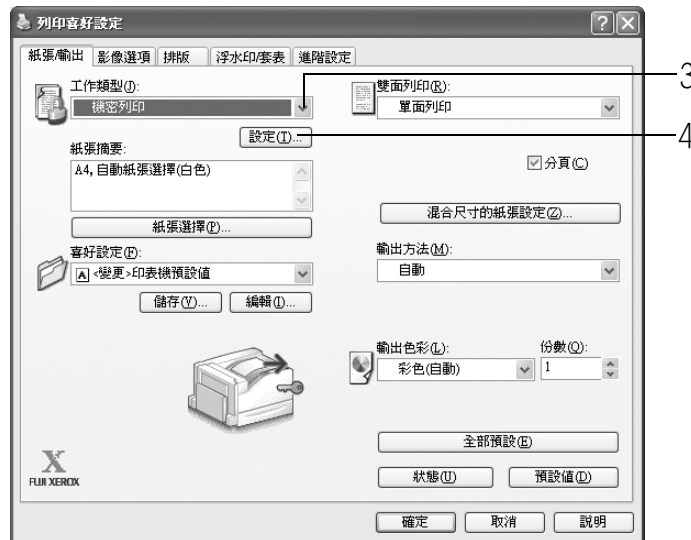 列印喜好設定
紙張/輸出 影像選項 排版 浮水印/套表 進階設定
工作類型(J):
機密列印
3
設定(I)...
4
紙張摘要:
A4, 自動紙張選擇(白色)
紙張選擇(P)...
喜好設定(F):
A <變更>印表機預設值
儲存(V)... 編輯(I)...
雙面列印(R):
單面列印
分頁(C)
混合尺寸的紙張設定(Z)...
輸出方法(M):
自動
輸出色彩(L):
彩色(自動)
份數(O):
1
全部預設(E)
狀態(U) 預設值(D)
X
FUJI XEROX
確定 取消 說明